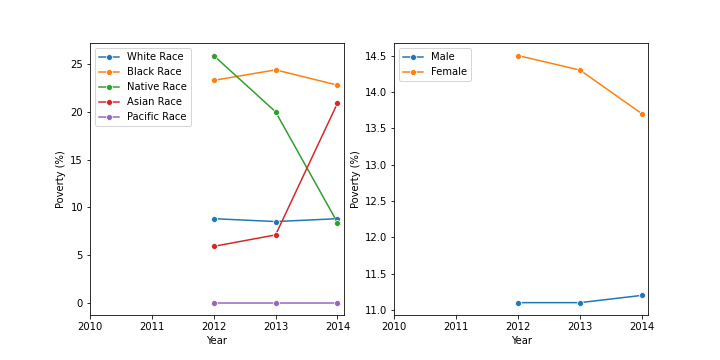 White Race
Black Race
Native Race
Asian Race
Pacific Race
25
20
15
10
5
0
Poverty (%)
2010 2011 2012 2013 2014
Year
Male
Female
14.5
14.0
13.5
13.0
12.5
12.0
11.5
11.0
Poverty (%)
2010 2011 2012 2013 2014
Year